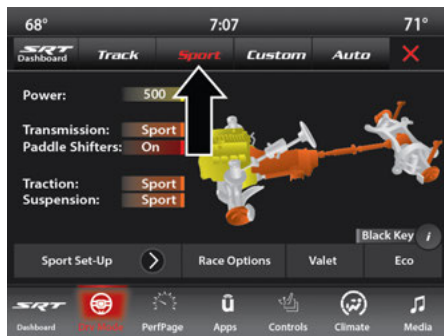 68° 7:07 71°
SRT Dashboard Track Sport Custom Auto
Power: 500
Transmission: Sport
Paddle Shifters: On
Traction: Sport
Suspension: Sport
Black Key i
Sport Set-Up Race Options Valet Eco
SRT Dashboard PerfPage Apps Controls Climate Media